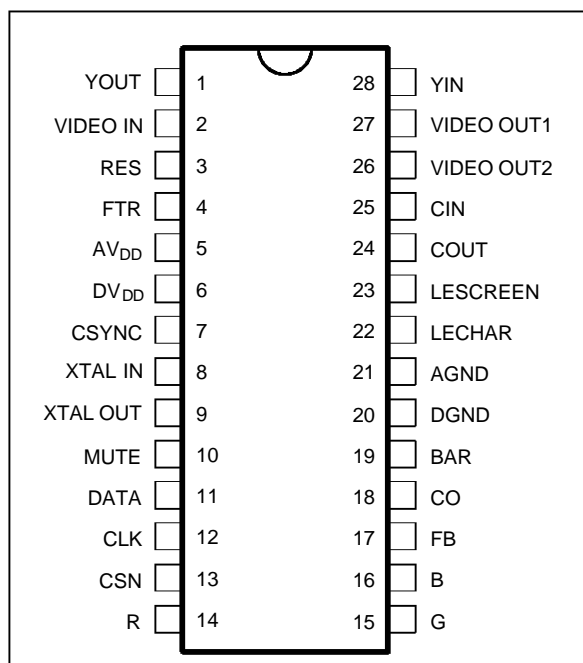 YOUT 1 28 YIN
VIDEO IN 2 27 VIDEO OUT1
RES 3 26 VIDEO OUT2
FTR 4 25 CIN
AVDD 5 24 COUT
DVDD 6 23 LESCREEN
CSYNC 7 22 LECHAR
XTAL IN 8 21 AGND
XTAL OUT 9 20 DGND
MUTE 10 19 BAR
DATA 11 18 CO
CLK 12 17 FB
CSN 13 16 B
R 14 15 G